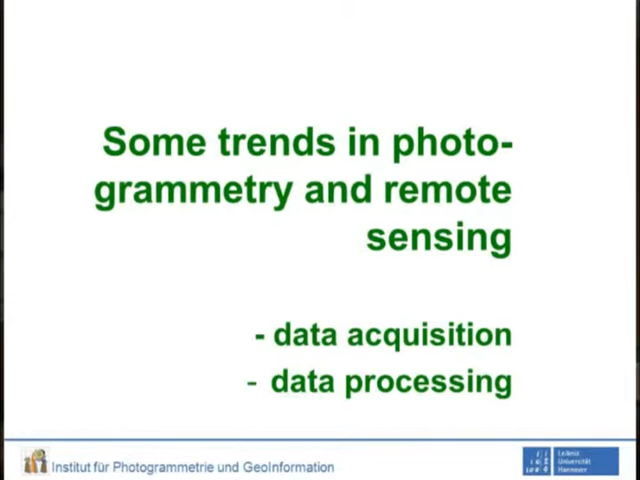 Some trends in photo-
grammetry and remote
sensing
- data acquisition
- data processing
Institut für Photogrammetrie und GeoInformation
Leibniz
Universität
Hannover